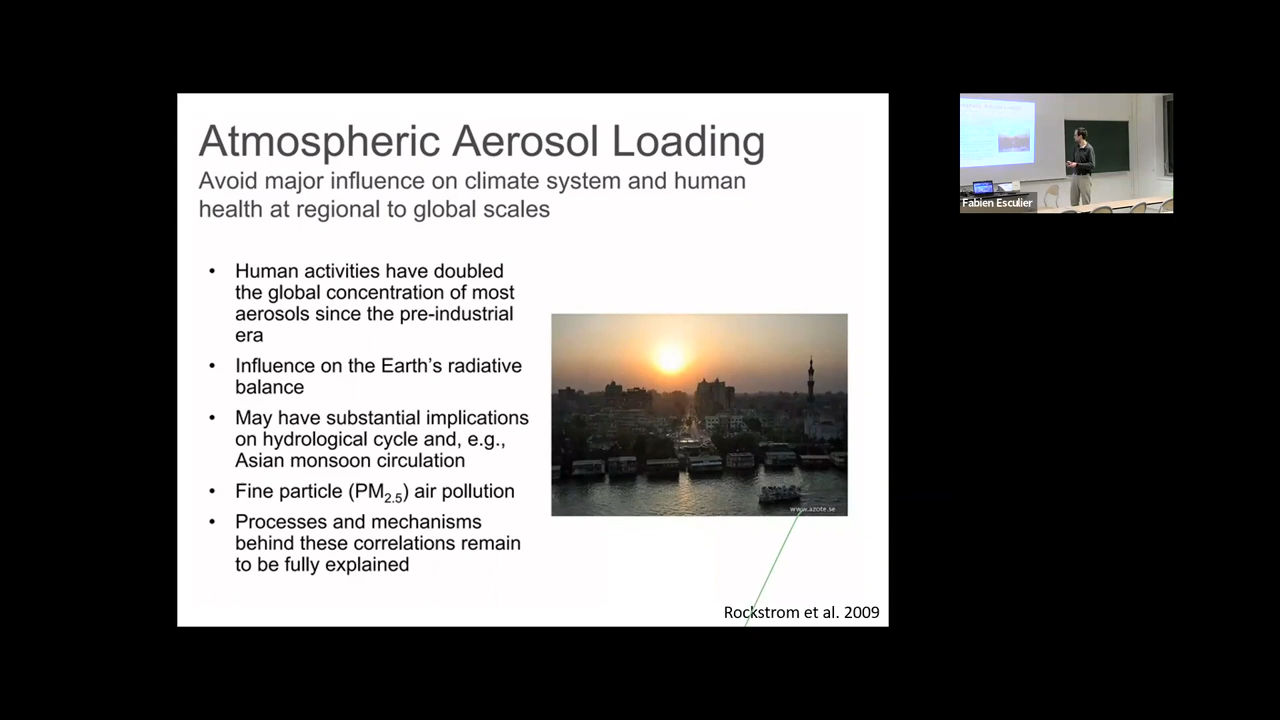 Atmospheric Aerosol Loading
Avoid major influence on climate system and human
health at regional to global scales
• Human activities have doubled
the global concentration of most
aerosols since the pre-industrial
era
• Influence on the Earth's radiative
balance
• May have substantial implications
on hydrological cycle and, e.g.,
Asian monsoon circulation
• Fine particle (PM2.5) air pollution
• Processes and mechanisms
behind these correlations remain
to be fully explained
www.azote.se
Rockstrom et al. 2009
Fabien Esculier